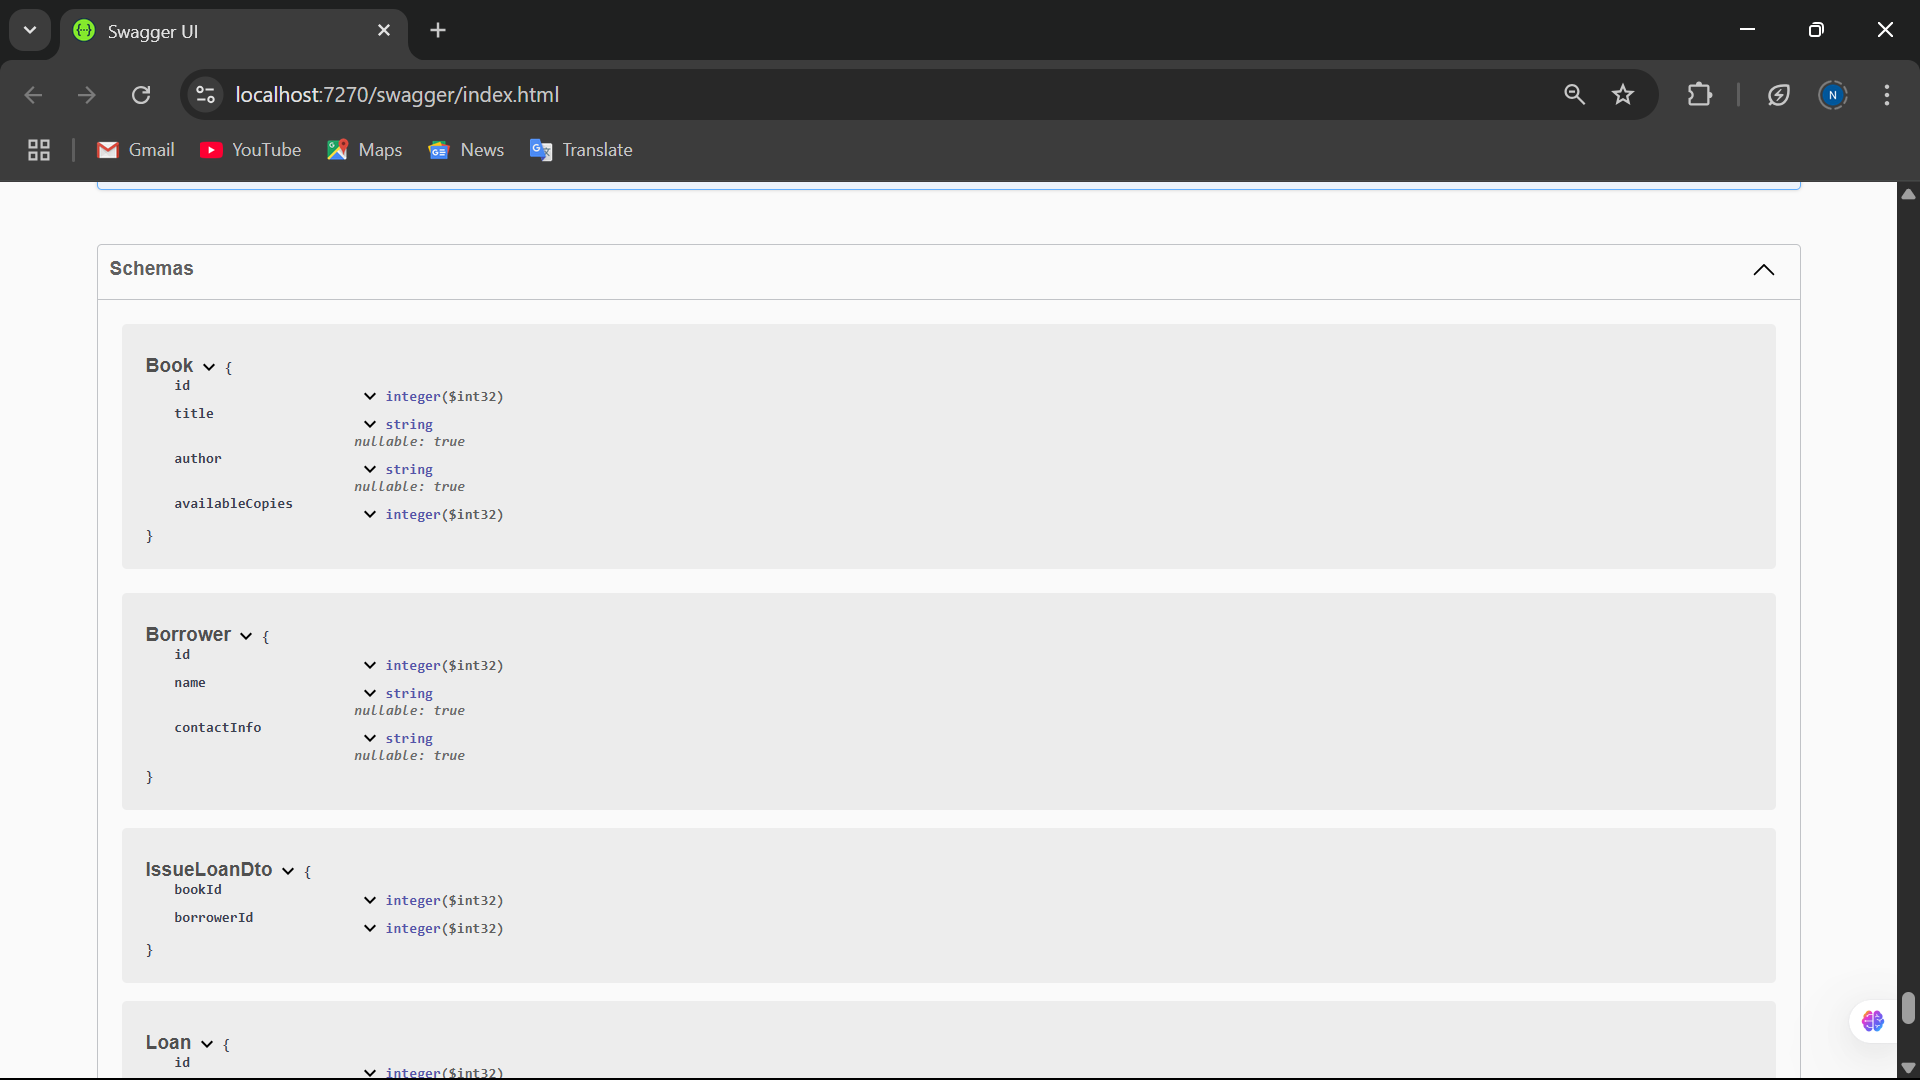 Swagger UI
localhost:7270/swagger/index.html
N
Gmail
YouTube
Maps
News
Translate
Schemas
Book {
id
integer($int32)
title
string
nullable: true
author
string
nullable: true
availableCopies
integer($int32)
}
Borrower {
id
integer($int32)
name
string
nullable: true
contactInfo
string
nullable: true
}
IssueLoanDto {
bookId
integer($int32)
borrowerId
integer($int32)
}
Loan {
id
integer($int32)